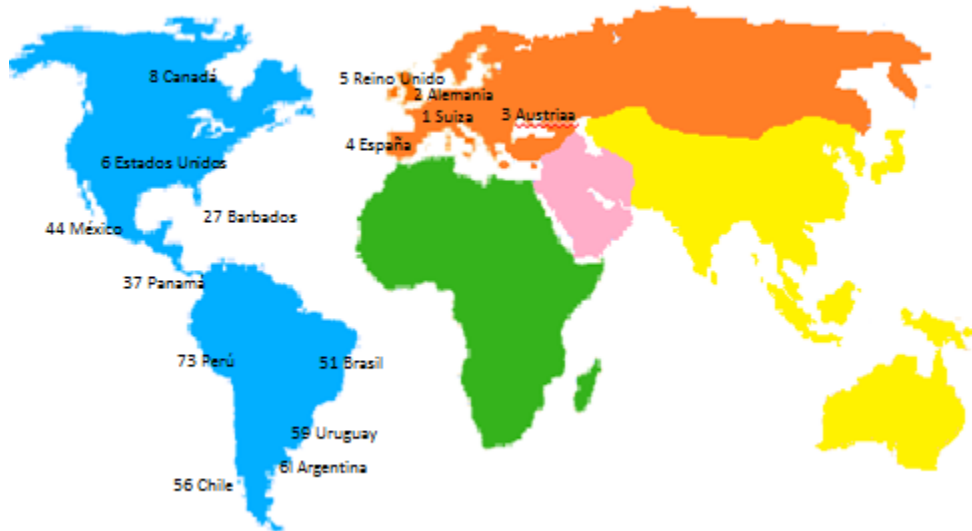 8 Canadá
5 Reino Unido
2 Alemania
1 Suiza
3 Austriaa
4 España
6 Estados Unidos
27 Barbados
44 México
37 Panamá
73 Perú
51 Brasil
59 Uruguay
61 Argentina
56 Chile